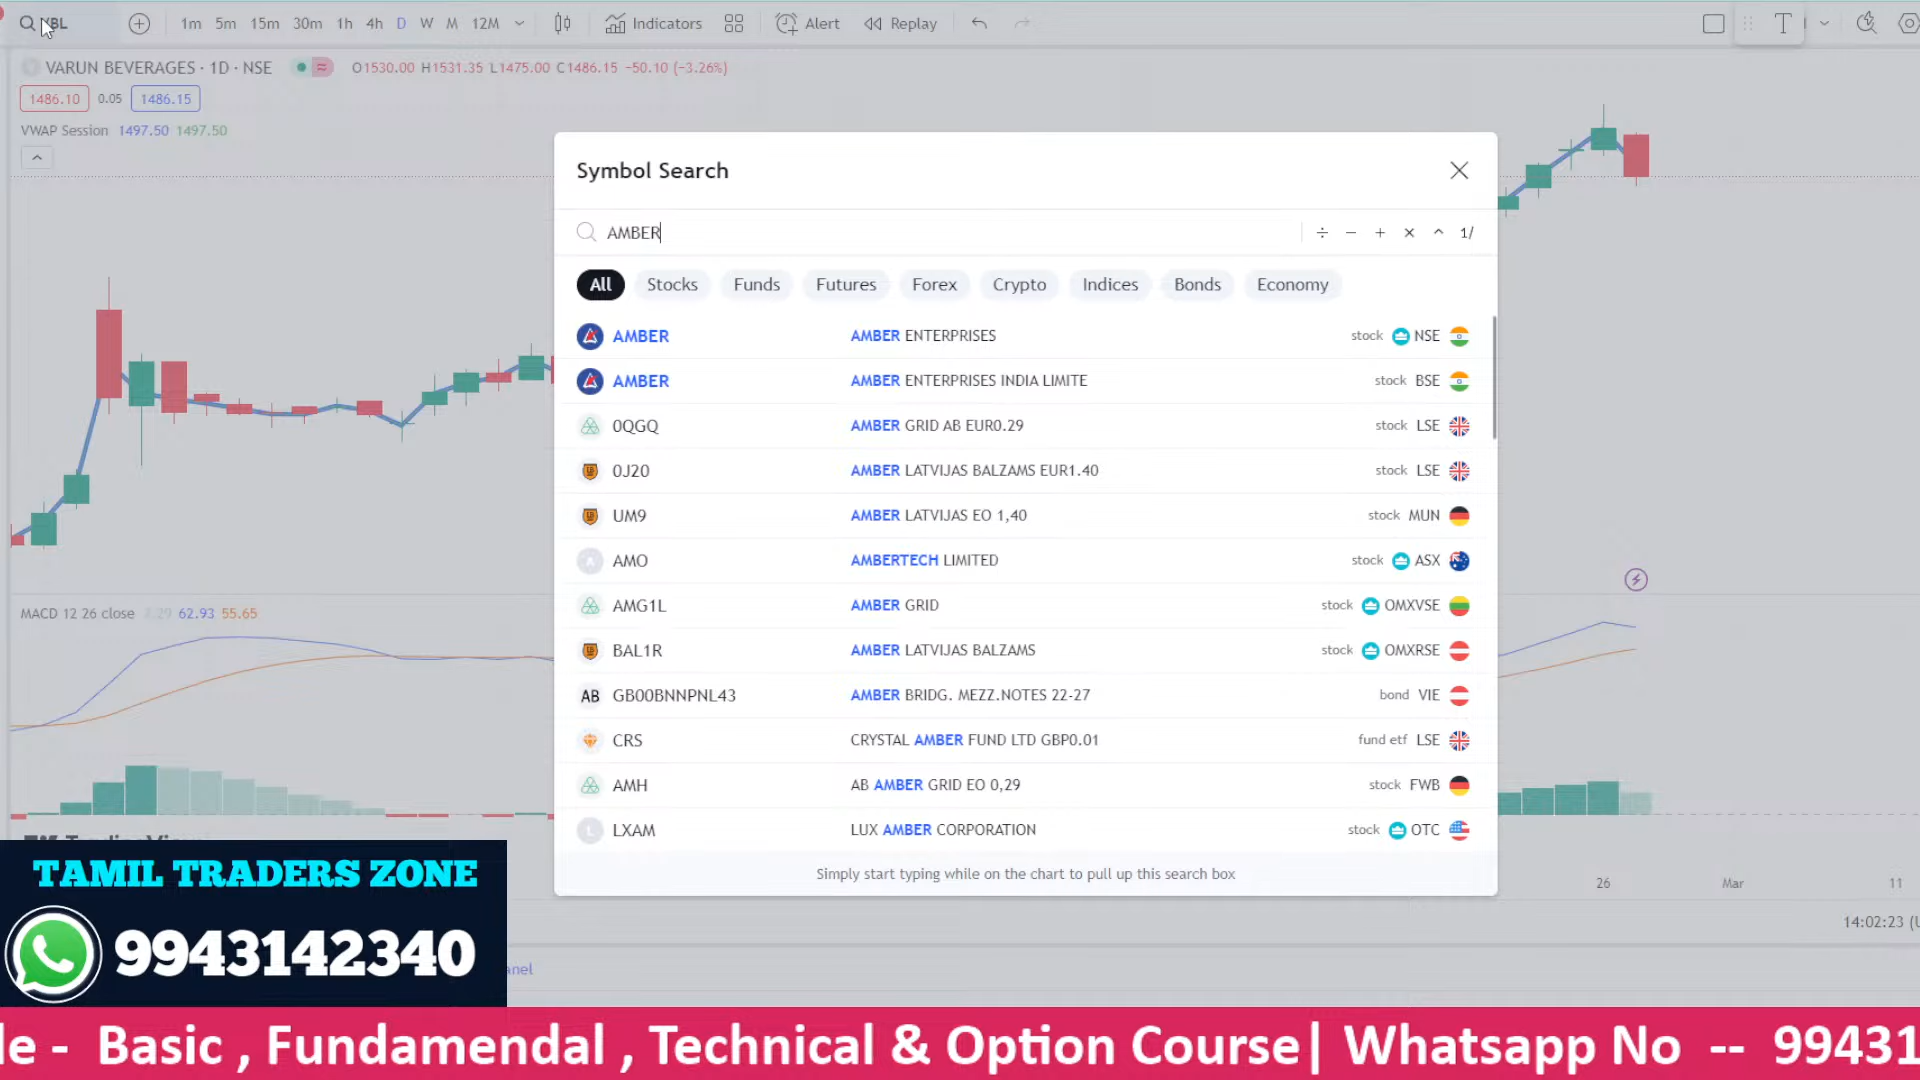 1m 5m 15m 30m 1h 4h D W M 12M Indicators Alert Replay
VARUN BEVERAGES · 1D · NSE O1530.00 H1531.35 L1475.00 C1486.15 −50.10 (−3.26%)
1486.10 0.05 1486.15
VWAP Session 1497.50 1497.50
Symbol Search
AMBER ÷ − + × ^ 1/
All Stocks Funds Futures Forex Crypto Indices Bonds Economy
AMBER AMBER ENTERPRISES stock NSE
AMBER AMBER ENTERPRISES INDIA LIMITE stock BSE
0QGQ AMBER GRID AB EUR0.29 stock LSE
0J20 AMBER LATVIJAS BALZAMS EUR1.40 stock LSE
UM9 AMBER LATVIJAS EO 1,40 stock MUN
AMO AMBERTECH LIMITED stock ASX
AMG1L AMBER GRID stock OMXVSE
BAL1R AMBER LATVIJAS BALZAMS stock OMXRSE
AB GB00BNNPNL43 AMBER BRIDG. MEZZ.NOTES 22-27 bond VIE
CRS CRYSTAL AMBER FUND LTD GBP0.01 fund etf LSE
AMH AB AMBER GRID EO 0,29 stock FWB
L LXAM LUX AMBER CORPORATION stock OTC
Simply start typing while on the chart to pull up this search box
MACD 12 26 close 7.29 62.93 55.65
26 Mar 11
14:02:23 (U
anel
TAMIL TRADERS ZONE
9943142340
le - Basic , Fundamendal , Technical & Option Course| Whatsapp No -- 99431